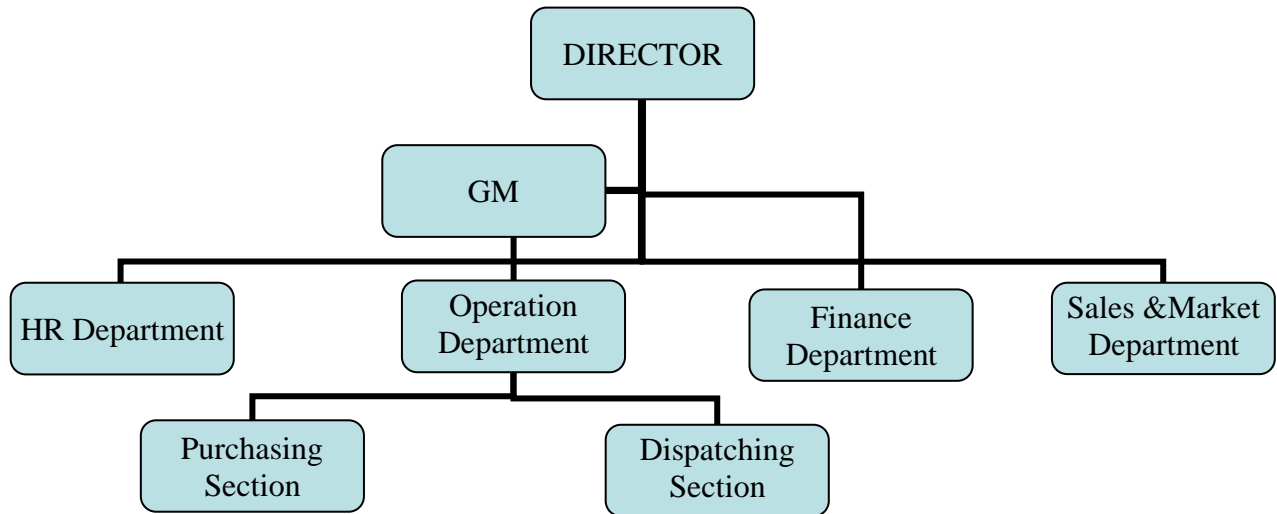 DIRECTOR
GM
HR Department
Operation
Department
Finance
Department
Sales &Market
Department
Purchasing
Section
Dispatching
Section